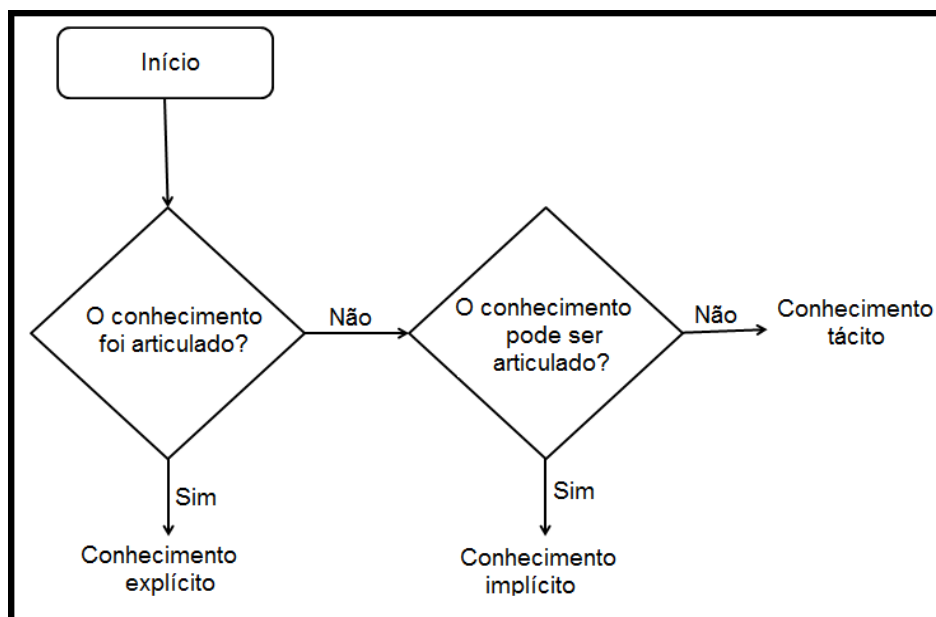 Início
O conhecimento
foi articulado?
Não
O conhecimento
pode ser
articulado?
Não
Conhecimento
tácito
Sim
Conhecimento
explícito
Sim
Conhecimento
implícito